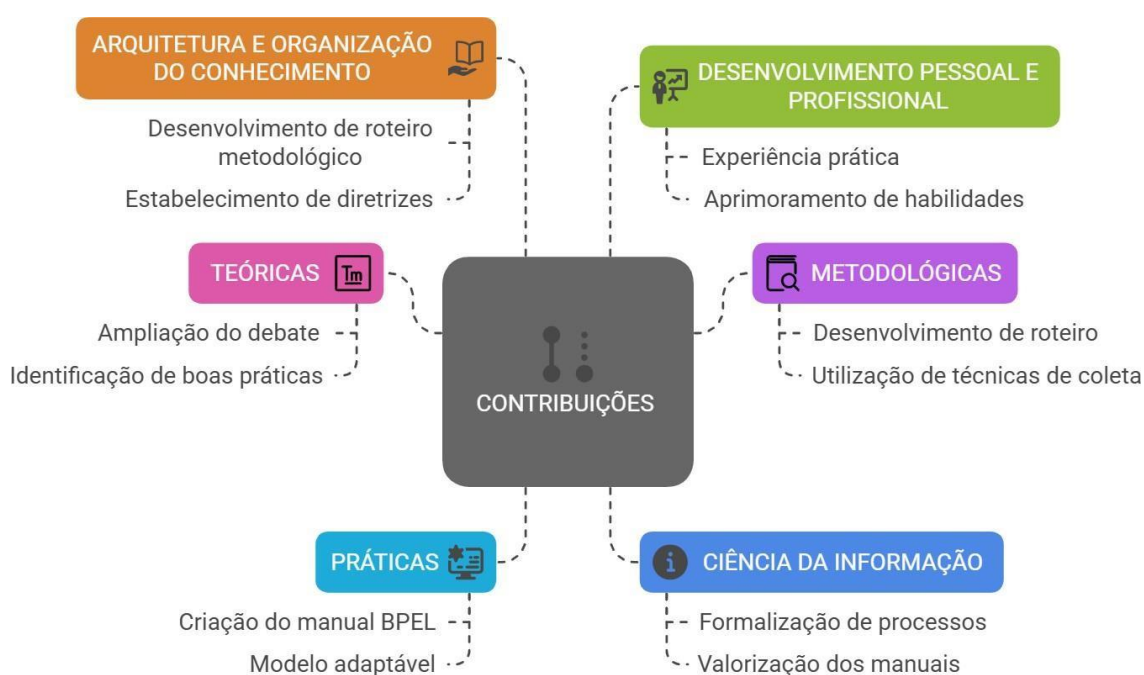 ARQUITETURA E ORGANIZAÇÃO
DO CONHECIMENTO
Desenvolvimento de roteiro
metodológico
Estabelecimento de diretrizes
DESENVOLVIMENTO PESSOAL E
PROFISSIONAL
Experiência prática
Aprimoramento de habilidades
TEÓRICAS
Tm
Ampliação do debate
Identificação de boas práticas
METODOLÓGICAS
Desenvolvimento de roteiro
Utilização de técnicas de coleta
CONTRIBUIÇÕES
PRÁTICAS
Criação do manual BPEL
Modelo adaptável
i
CIÊNCIA DA INFORMAÇÃO
Formalização de processos
Valorização dos manuais